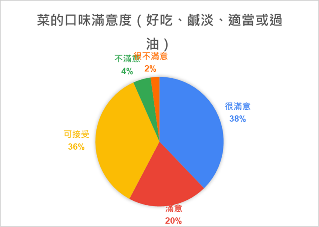 菜的口味滿意度（好吃、鹹淡、適當或過
油）
不滿意
4%
很不滿意
2%
很滿意
38%
可接受
36%
滿意
20%